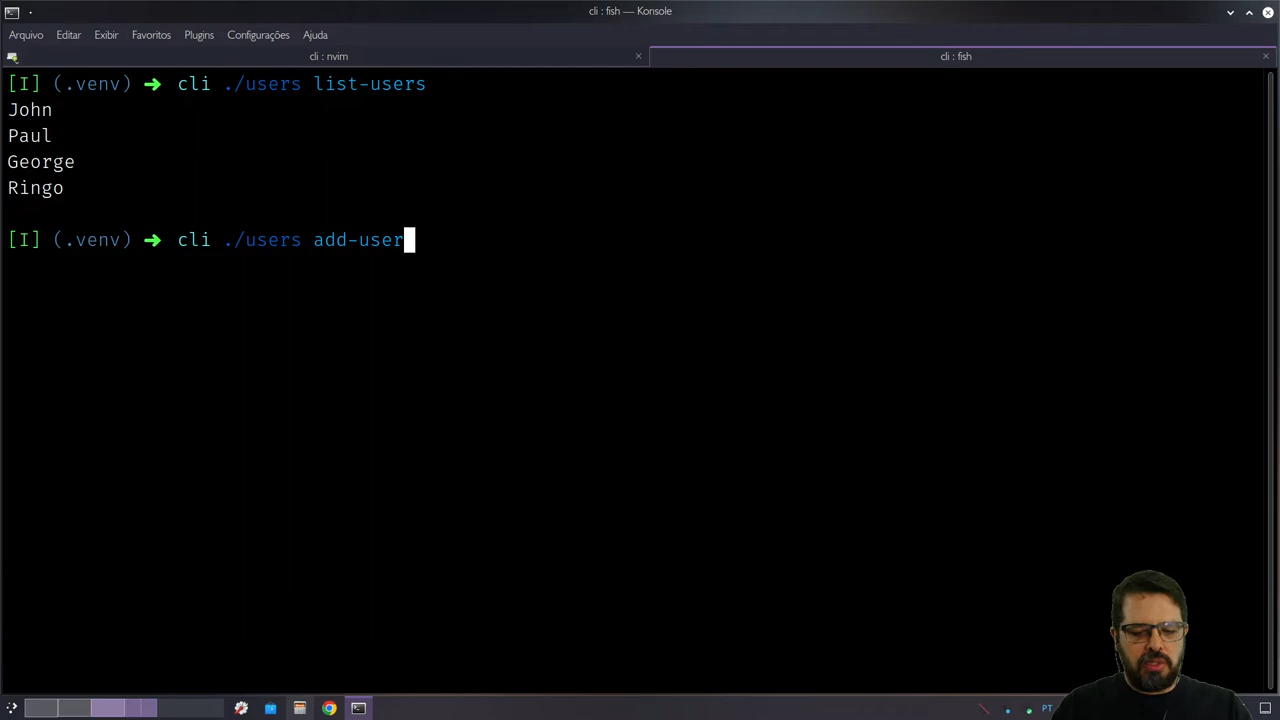 cli : fish — Konsole
Arquivo Editar Exibir Favoritos Plugins Configurações Ajuda
cli : nvim
cli : fish
[I] (.venv) ➜ cli ./users list-users
John
Paul
George
Ringo
[I] (.venv) ➜ cli ./users add-user
PT